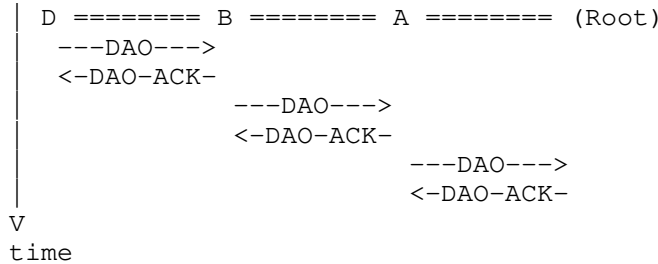 | D ======== B ======== A ======== (Root)
| ---DAO--->
| <-DAO-ACK-
| ---DAO--->
| <-DAO-ACK-
| ---DAO--->
| <-DAO-ACK-
V
time